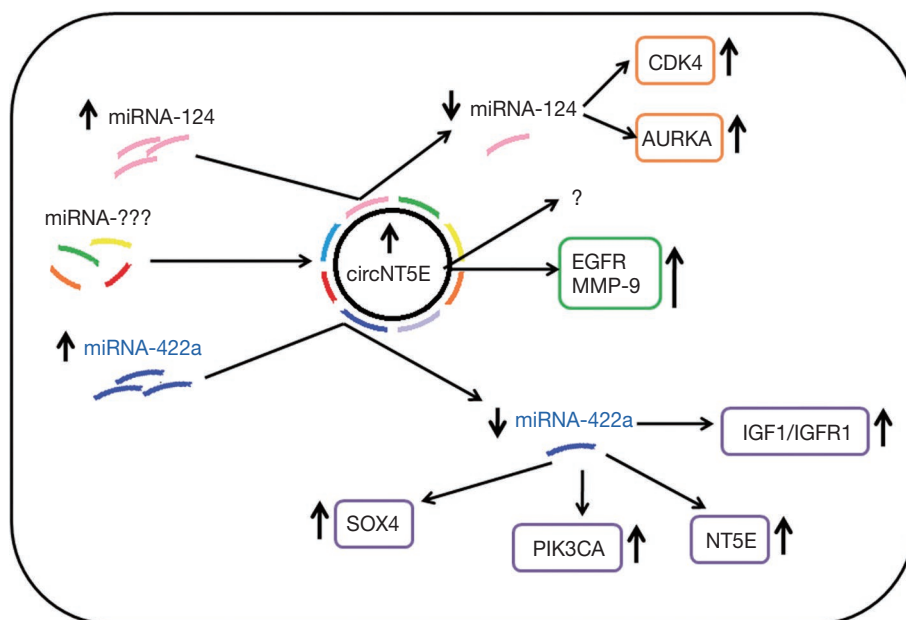 CDK4
miRNA-124
miRNA-124
AURKA
miRNA-???
?
circNT5E
EGFR
MMP-9
miRNA-422a
miRNA-422a
IGF1/IGFR1
SOX4
PIK3CA
NT5E